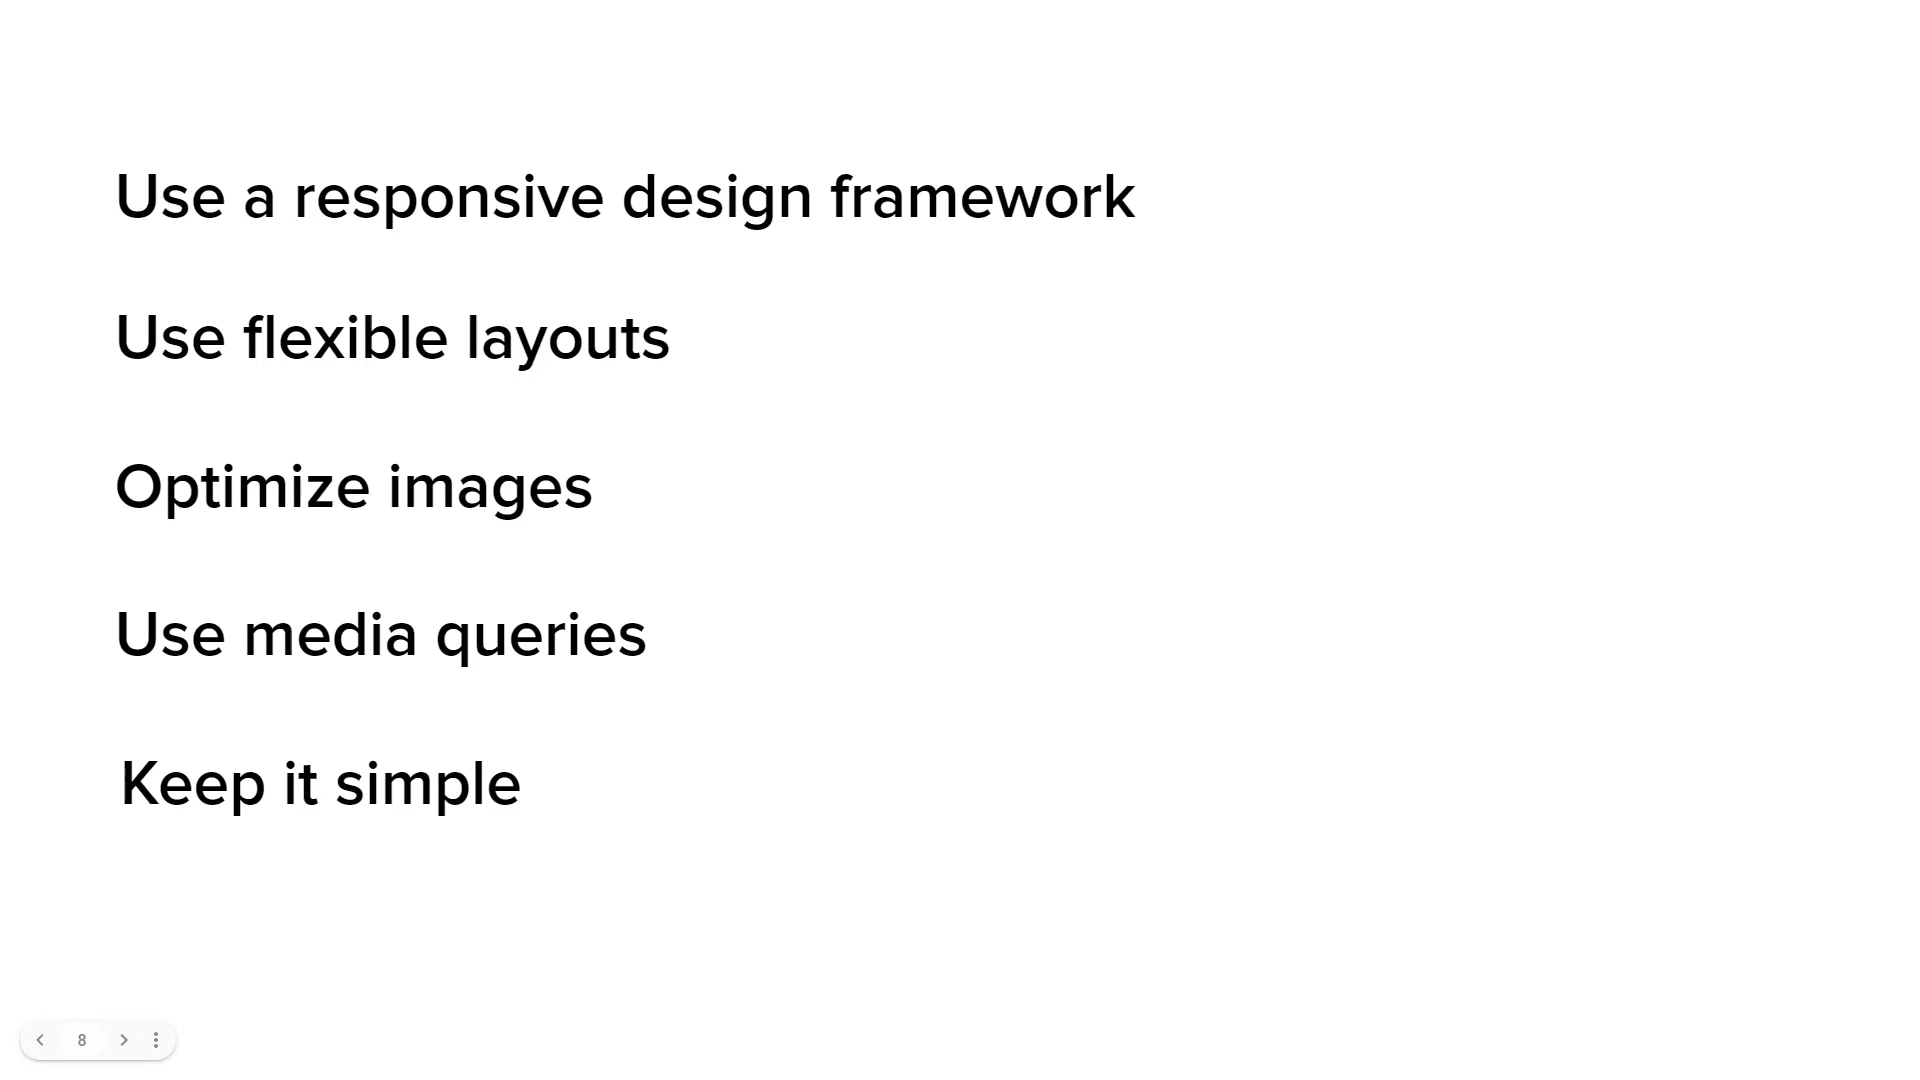 Use a responsive design framework
Use flexible layouts
Optimize images
Use media queries
Keep it simple
8